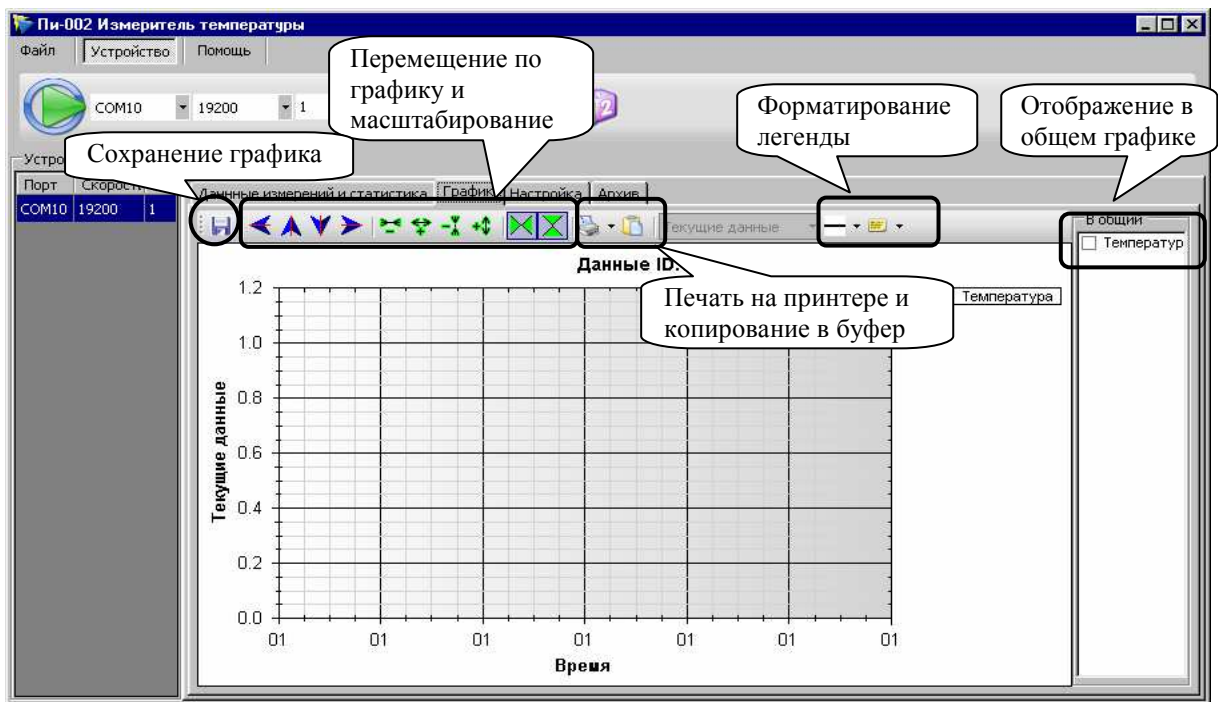 Пи-002 Измеритель температуры
Файл Устройство Помощь
Перемещение по
графику и
масштабирование
COM10 19200 1
Форматирование
легенды
Отображение в
общем графике
Сохранение графика
Порт Скорость
COM10 19200 1
измерений и статистика График Настройка Архив
текущие данные
В общий
Температур
Данные ID:
Печать на принтере и
копирование в буфер
Температура
1.2
1.0
0.8
0.6
0.4
0.2
0.0
Текущие данные
01 01 01 01 01 01 01
Время